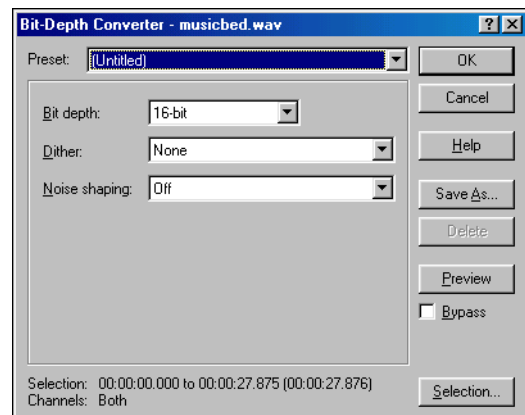 Bit-Depth Converter - musicbed.wav
Preset: (Untitled)
OK
Cancel
Bit depth: 16-bit
Dither: None
Help
Noise shaping: Off
Save As...
Delete
Preview
Bypass
Selection: 00:00:00.000 to 00:00:27.875 (00:00:27.876)
Channels: Both
Selection...